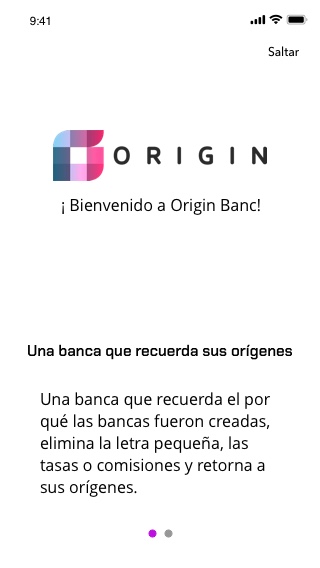 9:41
Saltar
ORIGIN
¡ Bienvenido a Origin Banc!
Una banca que recuerda sus orígenes
Una banca que recuerda el por
qué las bancas fueron creadas,
elimina la letra pequeña, las
tasas o comisiones y retorna a
sus orígenes.